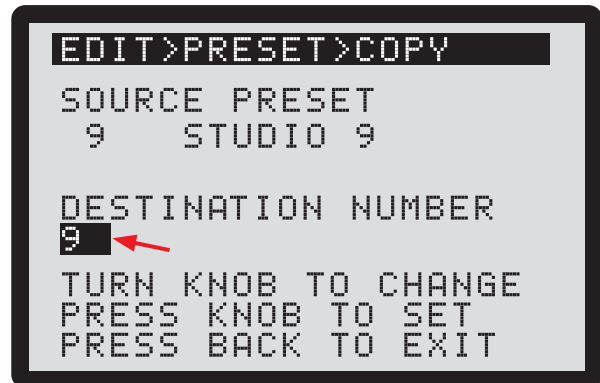 EDIT>PRESET>COPY
SOURCE PRESET
9 STUDIO 9
DESTINATION NUMBER
9
TURN KNOB TO CHANGE
PRESS KNOB TO SET
PRESS BACK TO EXIT